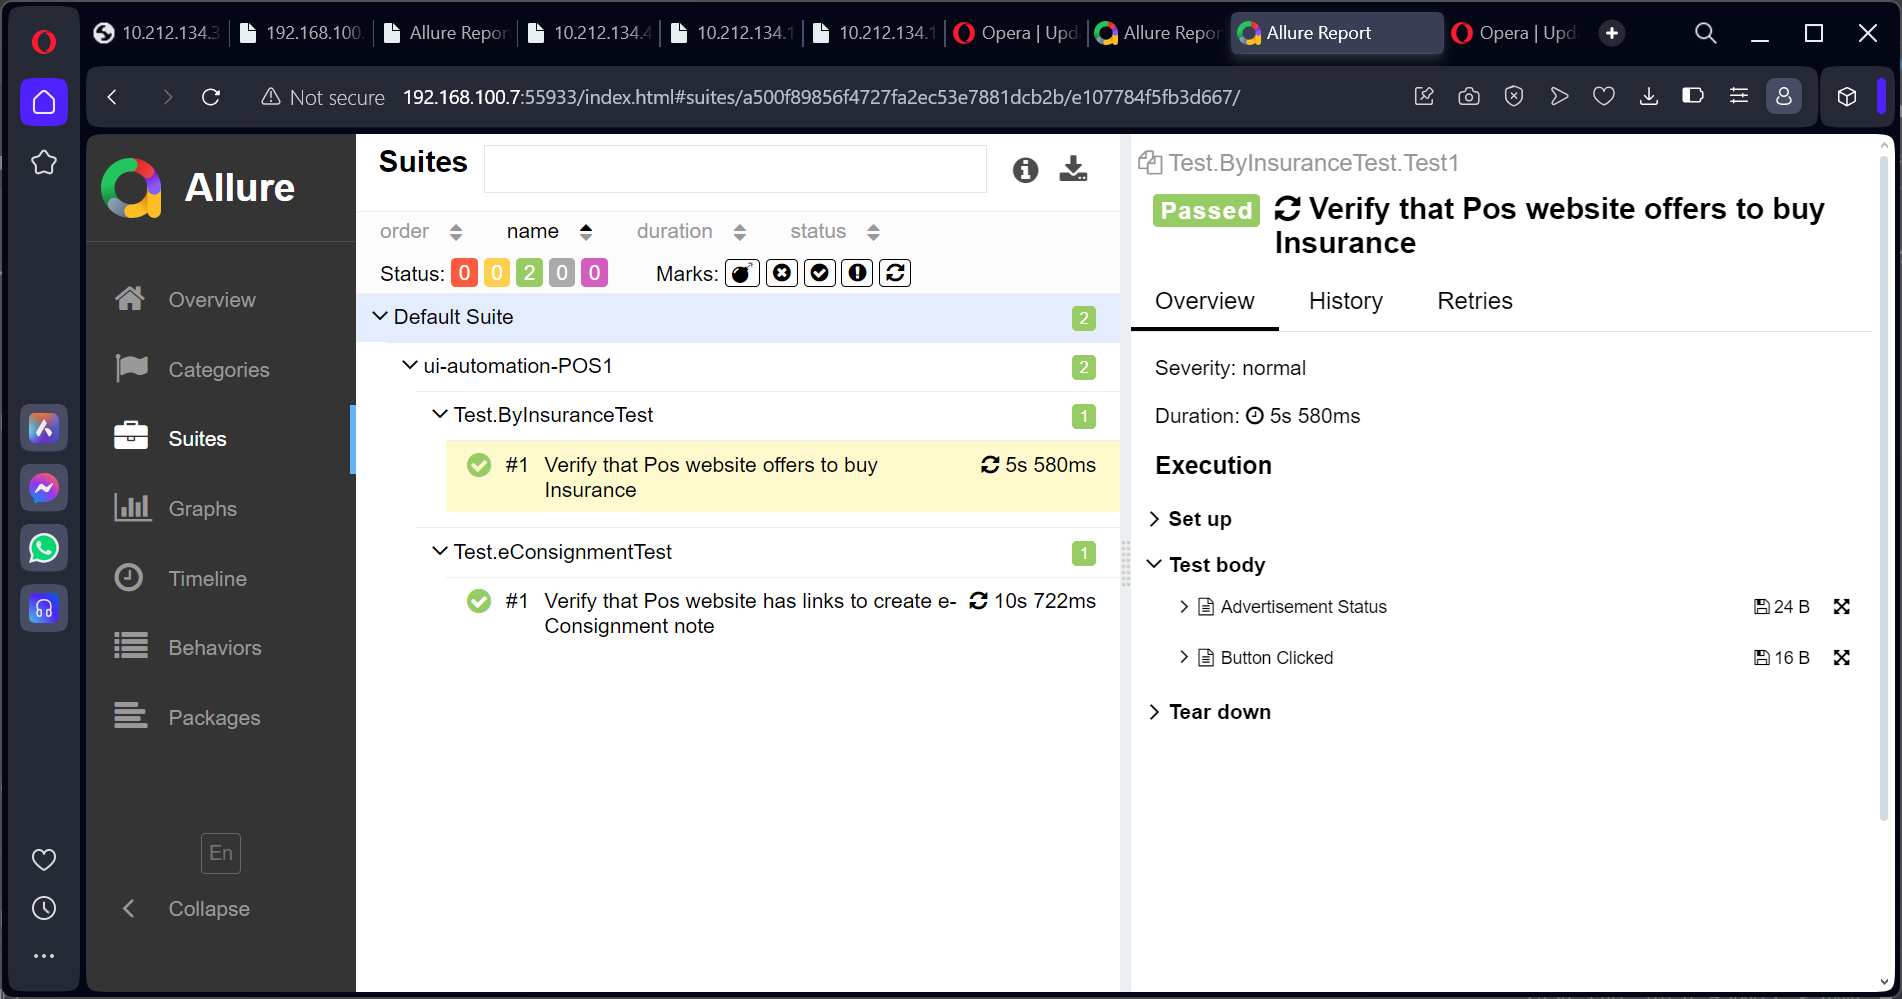 10.212.134.3
192.168.100.
Allure Repor
10.212.134.4
10.212.134.1
10.212.134.1
Opera | Upd
Allure Repor
Allure Report
Opera | Upd
Not secure
192.168.100.7:55933/index.html#suites/a500f89856f4727fa2ec53e7881dcb2b/e107784f5fb3d667/
Allure
Overview
Categories
Suites
Graphs
Timeline
Behaviors
Packages
En
Collapse
Suites
order name duration status
Status: 0 0 2 0 0 Marks:
Default Suite 2
ui-automation-POS1 2
Test.ByInsuranceTest 1
#1 Verify that Pos website offers to buy 5s 580ms
Insurance
Test.eConsignmentTest 1
#1 Verify that Pos website has links to create e- 10s 722ms
Consignment note
Test.ByInsuranceTest.Test1
Passed Verify that Pos website offers to buy
Insurance
Overview History Retries
Severity: normal
Duration: 5s 580ms
Execution
Set up
Test body
Advertisement Status 24 B
Button Clicked 16 B
Tear down